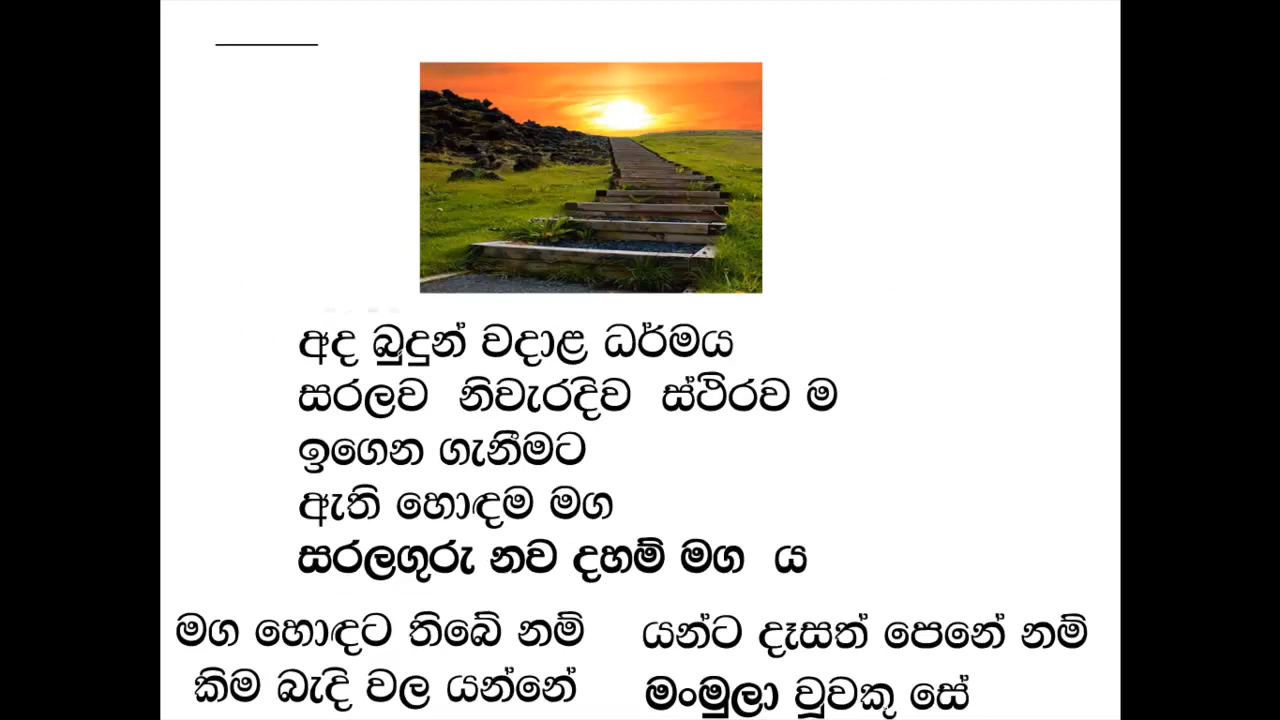 අද බුදුන් වදාළ ධර්මය
සරලව නිවැරදිව ස්ථිරව ම
ඉගෙන ගැනීමට
ඇති හොඳම මග
සරලගුරු නව දහම් මග ය
මග හොඳට තිබේ නම්
කිම බැදි වල යන්නේ
යන්ට දෑසත් පෙනේ නම්
මංමුලා වූවකු සේ